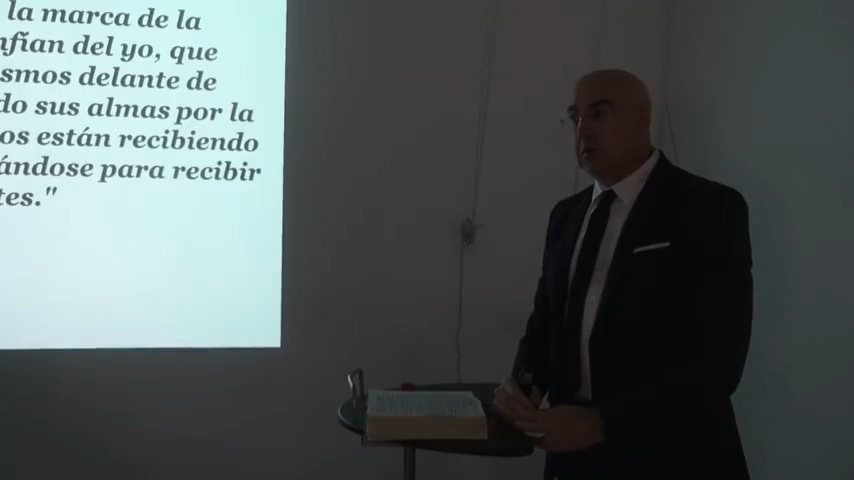 la marca de la
nfían del yo, que
smos delante de
do sus almas por la
os están recibiendo
ándose para recibir
tes."